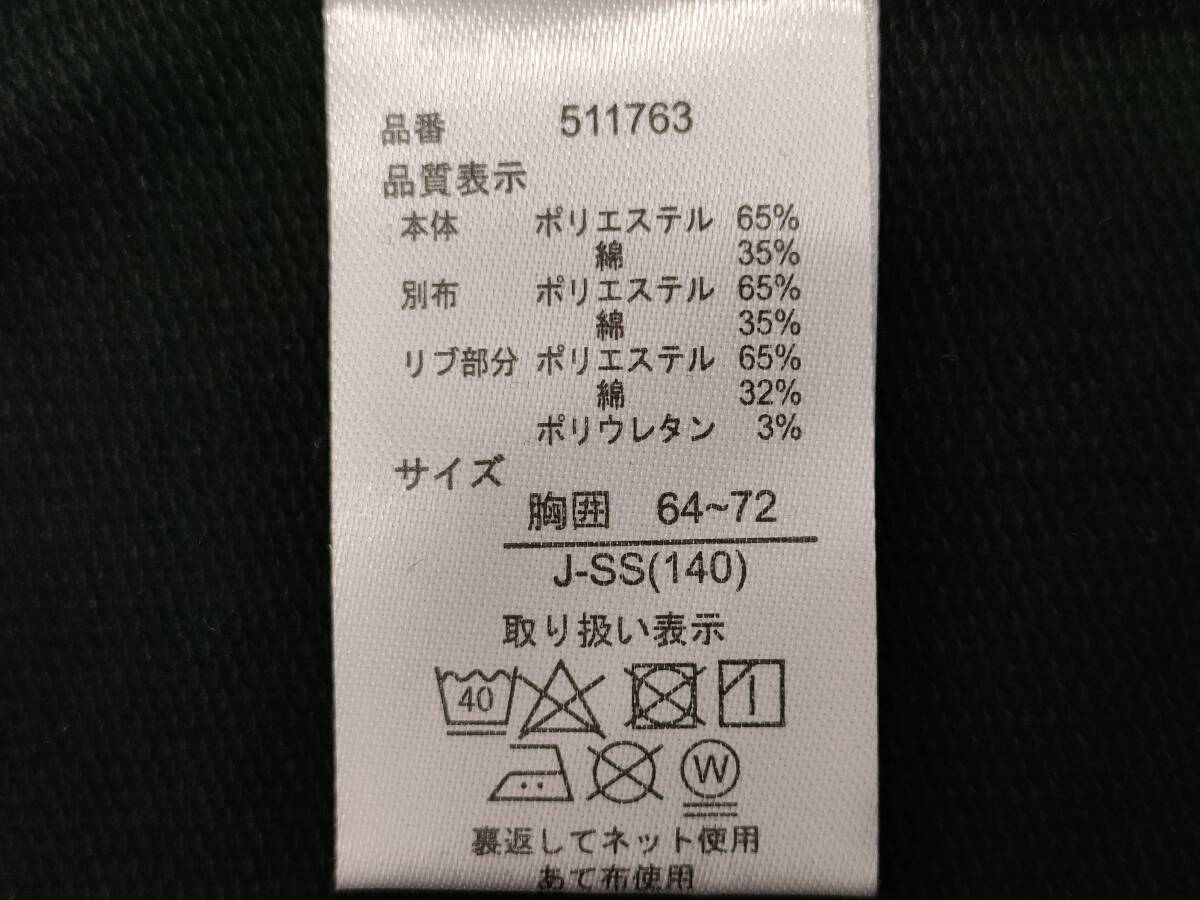 品番 511763
品質表示
本体 ポリエステル 65%
綿 35%
別布 ポリエステル 65%
綿 35%
リブ部分 ポリエステル 65%
綿 32%
ポリウレタン 3%
サイズ
胸囲 64~72
J-SS(140)
取り扱い表示
40
W
裏返してネット使用
あて布使用